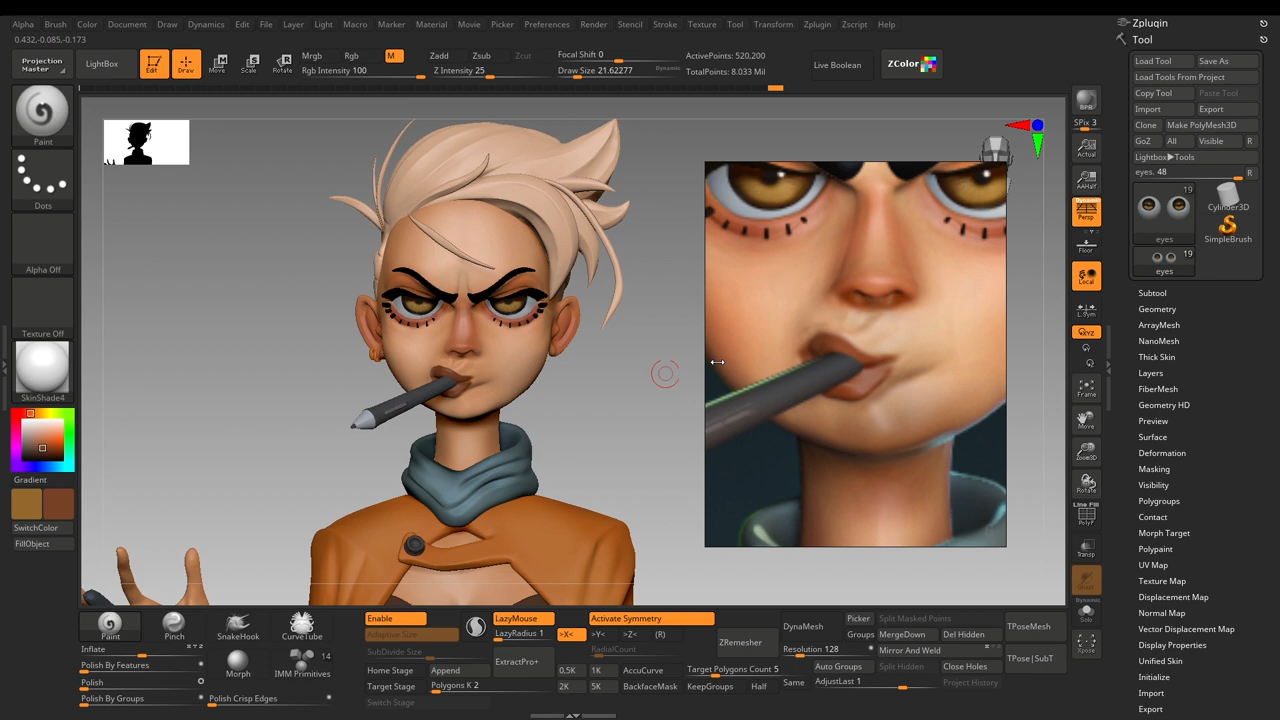 Alpha Brush Color Document Draw Dynamics Edit File Layer Light Macro Marker Material Movie Picker Preferences Render Stencil Stroke Texture Tool Transform Zplugin Zscript Help
0.432,-0.085,-0.173
Projection Master
LightBox
Edit
Draw
Move
Scale
Rotate
Mrgb Rgb M
Rgb Intensity 100
Zadd Zsub Zcut
Z Intensity 25
Focal Shift 0
Draw Size 21.62277
Dynamic
ActivePoints: 520,200
TotalPoints: 8.033 Mil
Live Boolean
ZColor
Paint
Dots
Alpha Off
Texture Off
SkinShade4
Gradient
SwitchColor
FillObject
BPR
SPix 3
Actual
AAHalf
Dynamic
Persp
Floor
Local
L.Sym
XYZ
Frame
Move
Zoom3D
Rotate
Line Fill
PolyF
Transp
Dynamic
Solo
Xpose
Zplugin
Tool
Load Tool Save As
Load Tools From Project
Copy Tool Paste Tool
Import Export
Clone Make PolyMesh3D
GoZ All Visible R
Lightbox▶Tools
eyes. 48 R
19
eyes
Cylinder3D
SimpleBrush
19
eyes
Subtool
Geometry
ArrayMesh
NanoMesh
Thick Skin
Layers
FiberMesh
Geometry HD
Preview
Surface
Deformation
Masking
Visibility
Polygroups
Contact
Morph Target
Polypaint
UV Map
Texture Map
Displacement Map
Normal Map
Vector Displacement Map
Display Properties
Unified Skin
Initialize
Import
Export
Paint
Pinch
SnakeHook
CurveTube
Inflate
Polish By Features
Polish
Polish By Groups
Morph
14
IMM Primitives
Polish Crisp Edges
Enable
Adaptive Size
SubDivide Size
Home Stage Append
Target Stage Polygons K 2
Switch Stage
LazyMouse
LazyRadius 1
ExtractPro+
Activate Symmetry
>X< >Y< >Z< (R)
RadialCount
0.5K 1K AccuCurve
2K 5K BackfaceMask
ZRemesher
Target Polygons Count 5
KeepGroups Half Same
DynaMesh
Resolution 128
Auto Groups
AdjustLast 1
Picker Split Masked Points
Groups MergeDown Del Hidden
Mirror And Weld
Split Hidden Close Holes
Project History
TPoseMesh
TPose|SubT